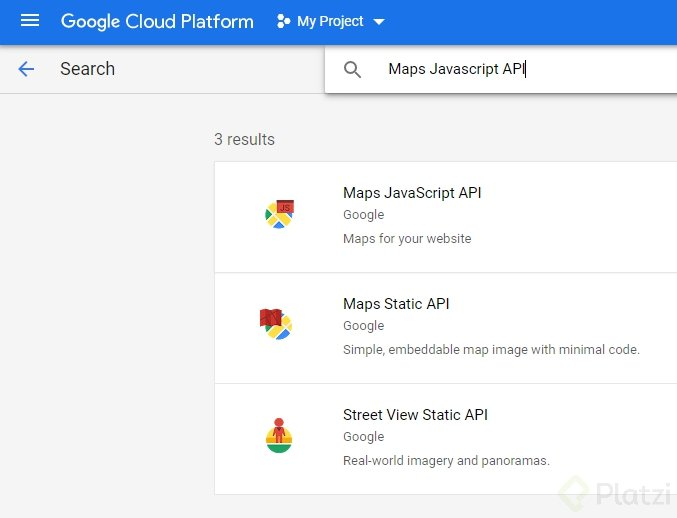 Google Cloud Platform My Project
Search Maps Javascript API
3 results
JS
Maps JavaScript API
Google
Maps for your website
Maps Static API
Google
Simple, embeddable map image with minimal code.
Street View Static API
Google
Real-world imagery and panoramas.
Platzi